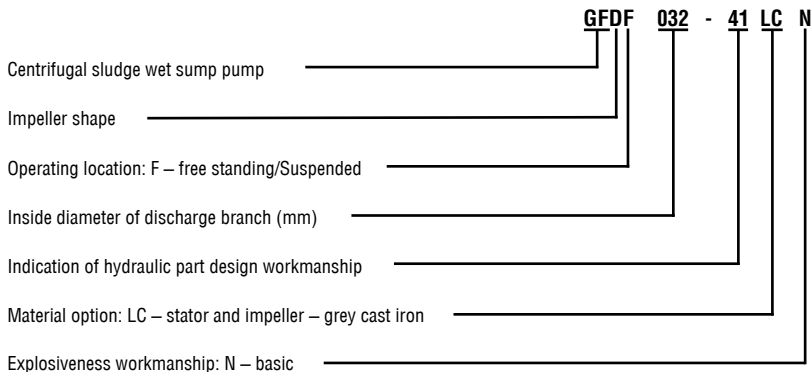 GFDF 032 - 41 LC N
Centrifugal sludge wet sump pump
Impeller shape
Operating location: F – free standing/Suspended
Inside diameter of discharge branch (mm)
Indication of hydraulic part design workmanship
Material option: LC – stator and impeller – grey cast iron
Explosiveness workmanship: N – basic